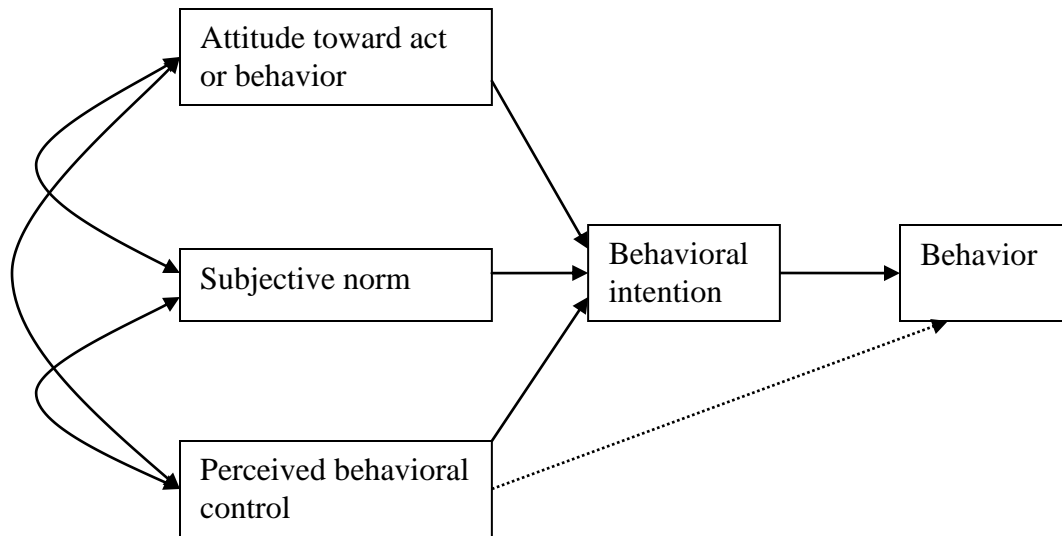 Attitude toward act
or behavior
Subjective norm
Behavioral
intention
Behavior
Perceived behavioral
control